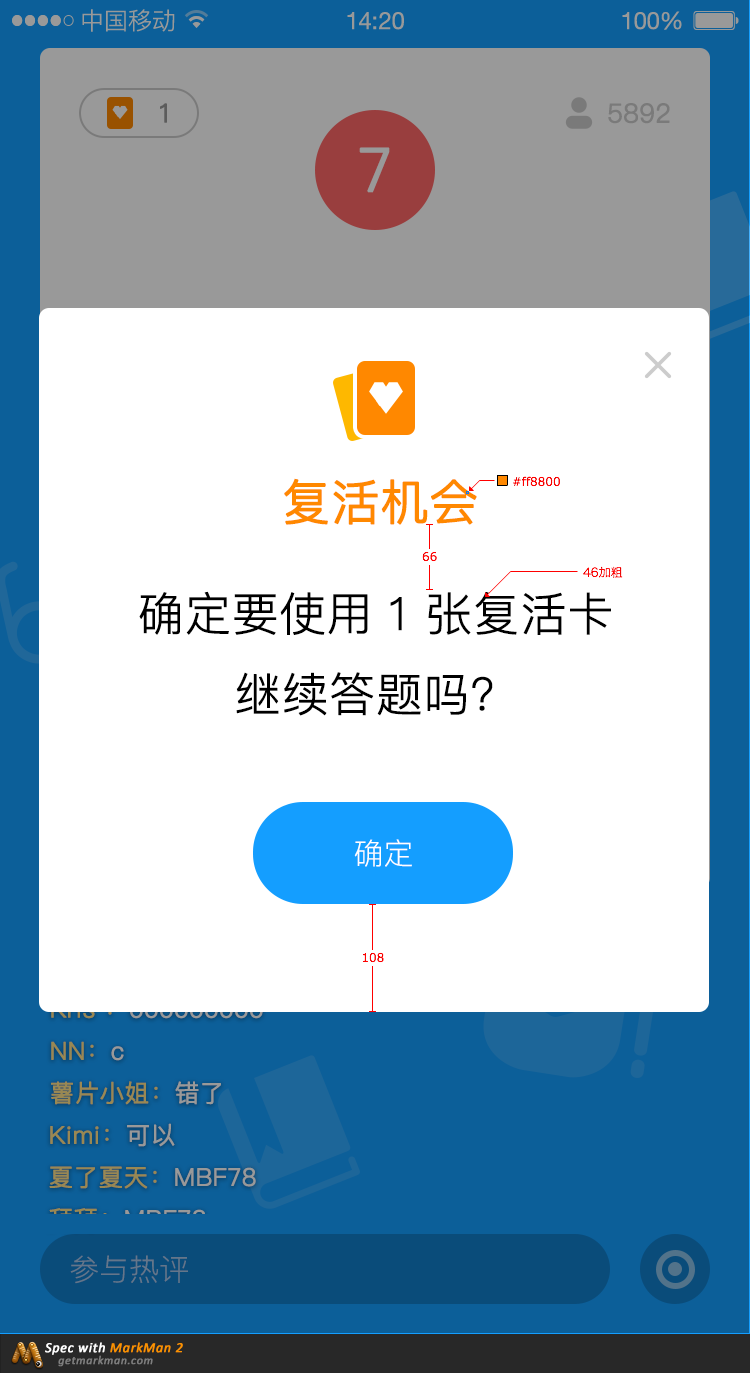 中国移动
14:20
100%
1
5892
7
复活机会
#ff8800
66
46加粗
确定要使用 1 张复活卡
继续答题吗？
确定
108
NN：c
薯片小姐：错了
Kimi：可以
夏了夏天：MBF78
参与热评
Spec with MarkMan 2
getmarkman.com